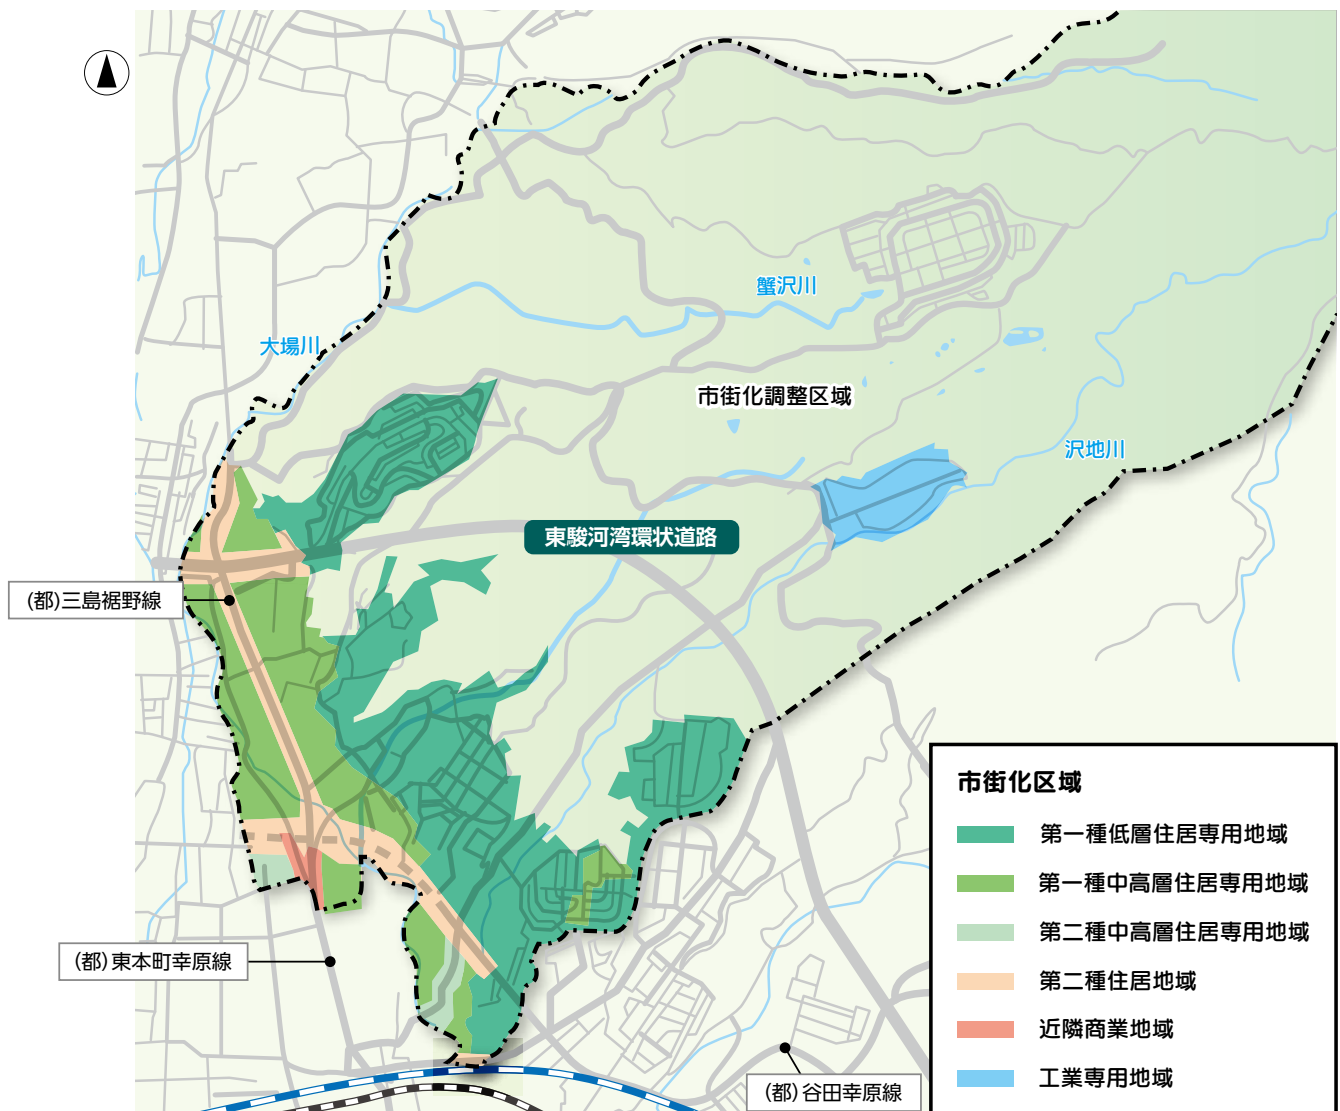 蟹沢川
大場川
市街化調整区域
沢地川
東駿河湾環状道路
(都)三島裾野線
(都)東本町幸原線
(都)谷田幸原線
市街化区域
第一種低層住居専用地域
第一種中高層住居専用地域
第二種中高層住居専用地域
第二種住居地域
近隣商業地域
工業専用地域